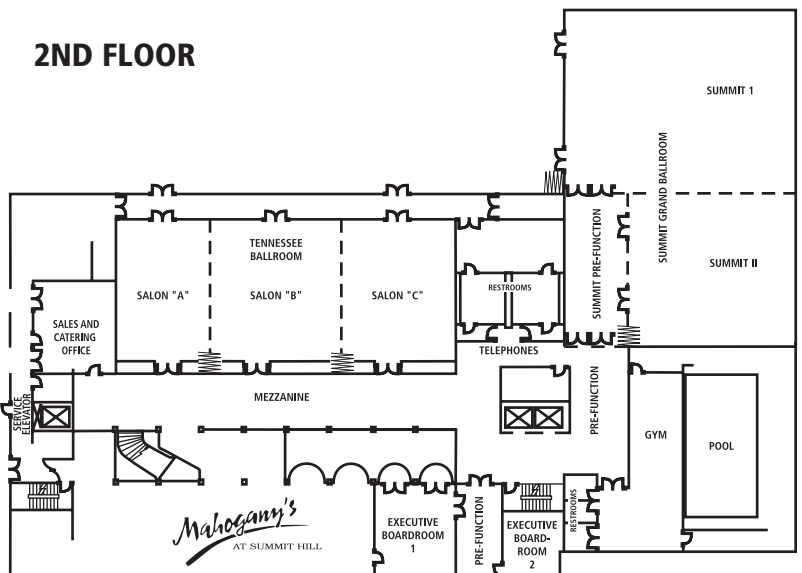 2ND FLOOR
SUMMIT 1
SUMMIT GRAND BALLROOM
SUMMIT PRE-FUNCTION
SUMMIT II
TENNESSEE
BALLROOM
SALON "A"
SALON "B"
SALON "C"
RESTROOMS
SALES AND
CATERING
OFFICE
TELEPHONES
MEZZANINE
SERVICE
ELEVATOR
PRE-FUNCTION
GYM
POOL
Mahogany's
AT SUMMIT HILL
EXECUTIVE
BOARDROOM
1
PRE-FUNCTION
EXECUTIVE
BOARD-
ROOM
2
RESTROOMS